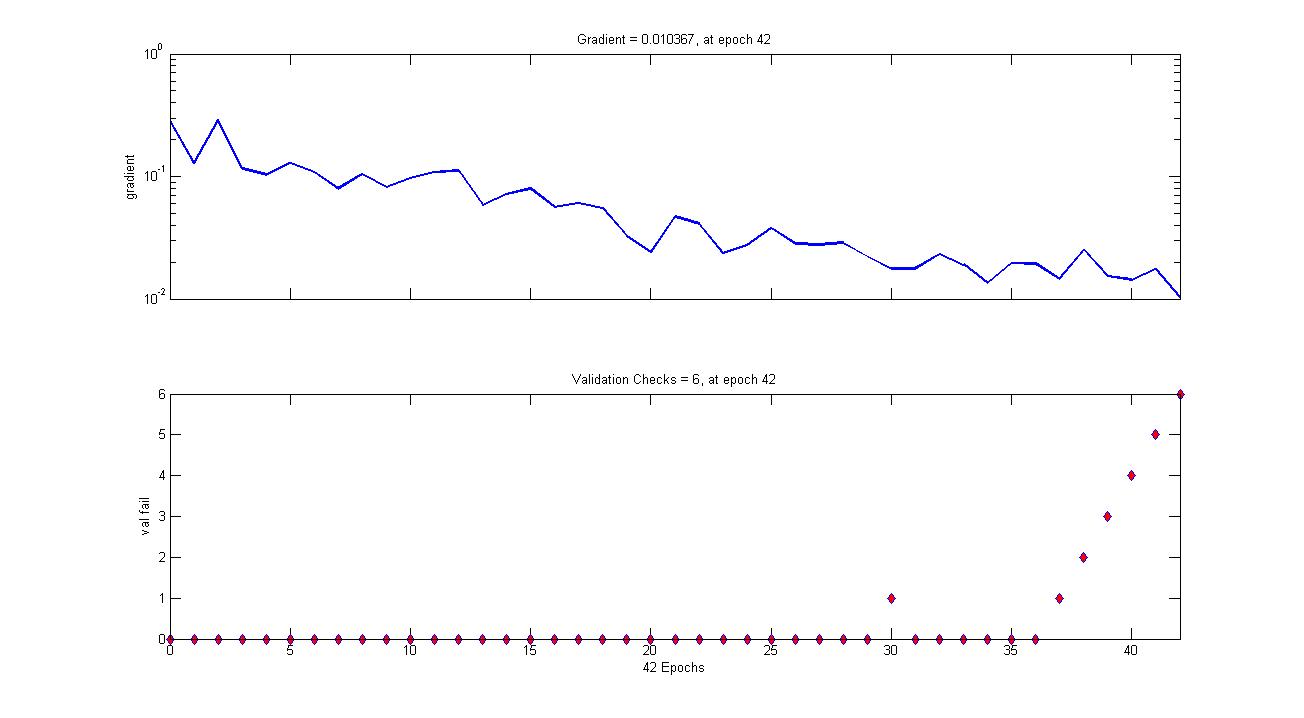 Gradient = 0.010367, at epoch 42
10^0
10^-1
10^-2
gradient
Validation Checks = 6, at epoch 42
6
5
4
3
2
1
0
val fail
0 5 10 15 20 25 30 35 40
42 Epochs